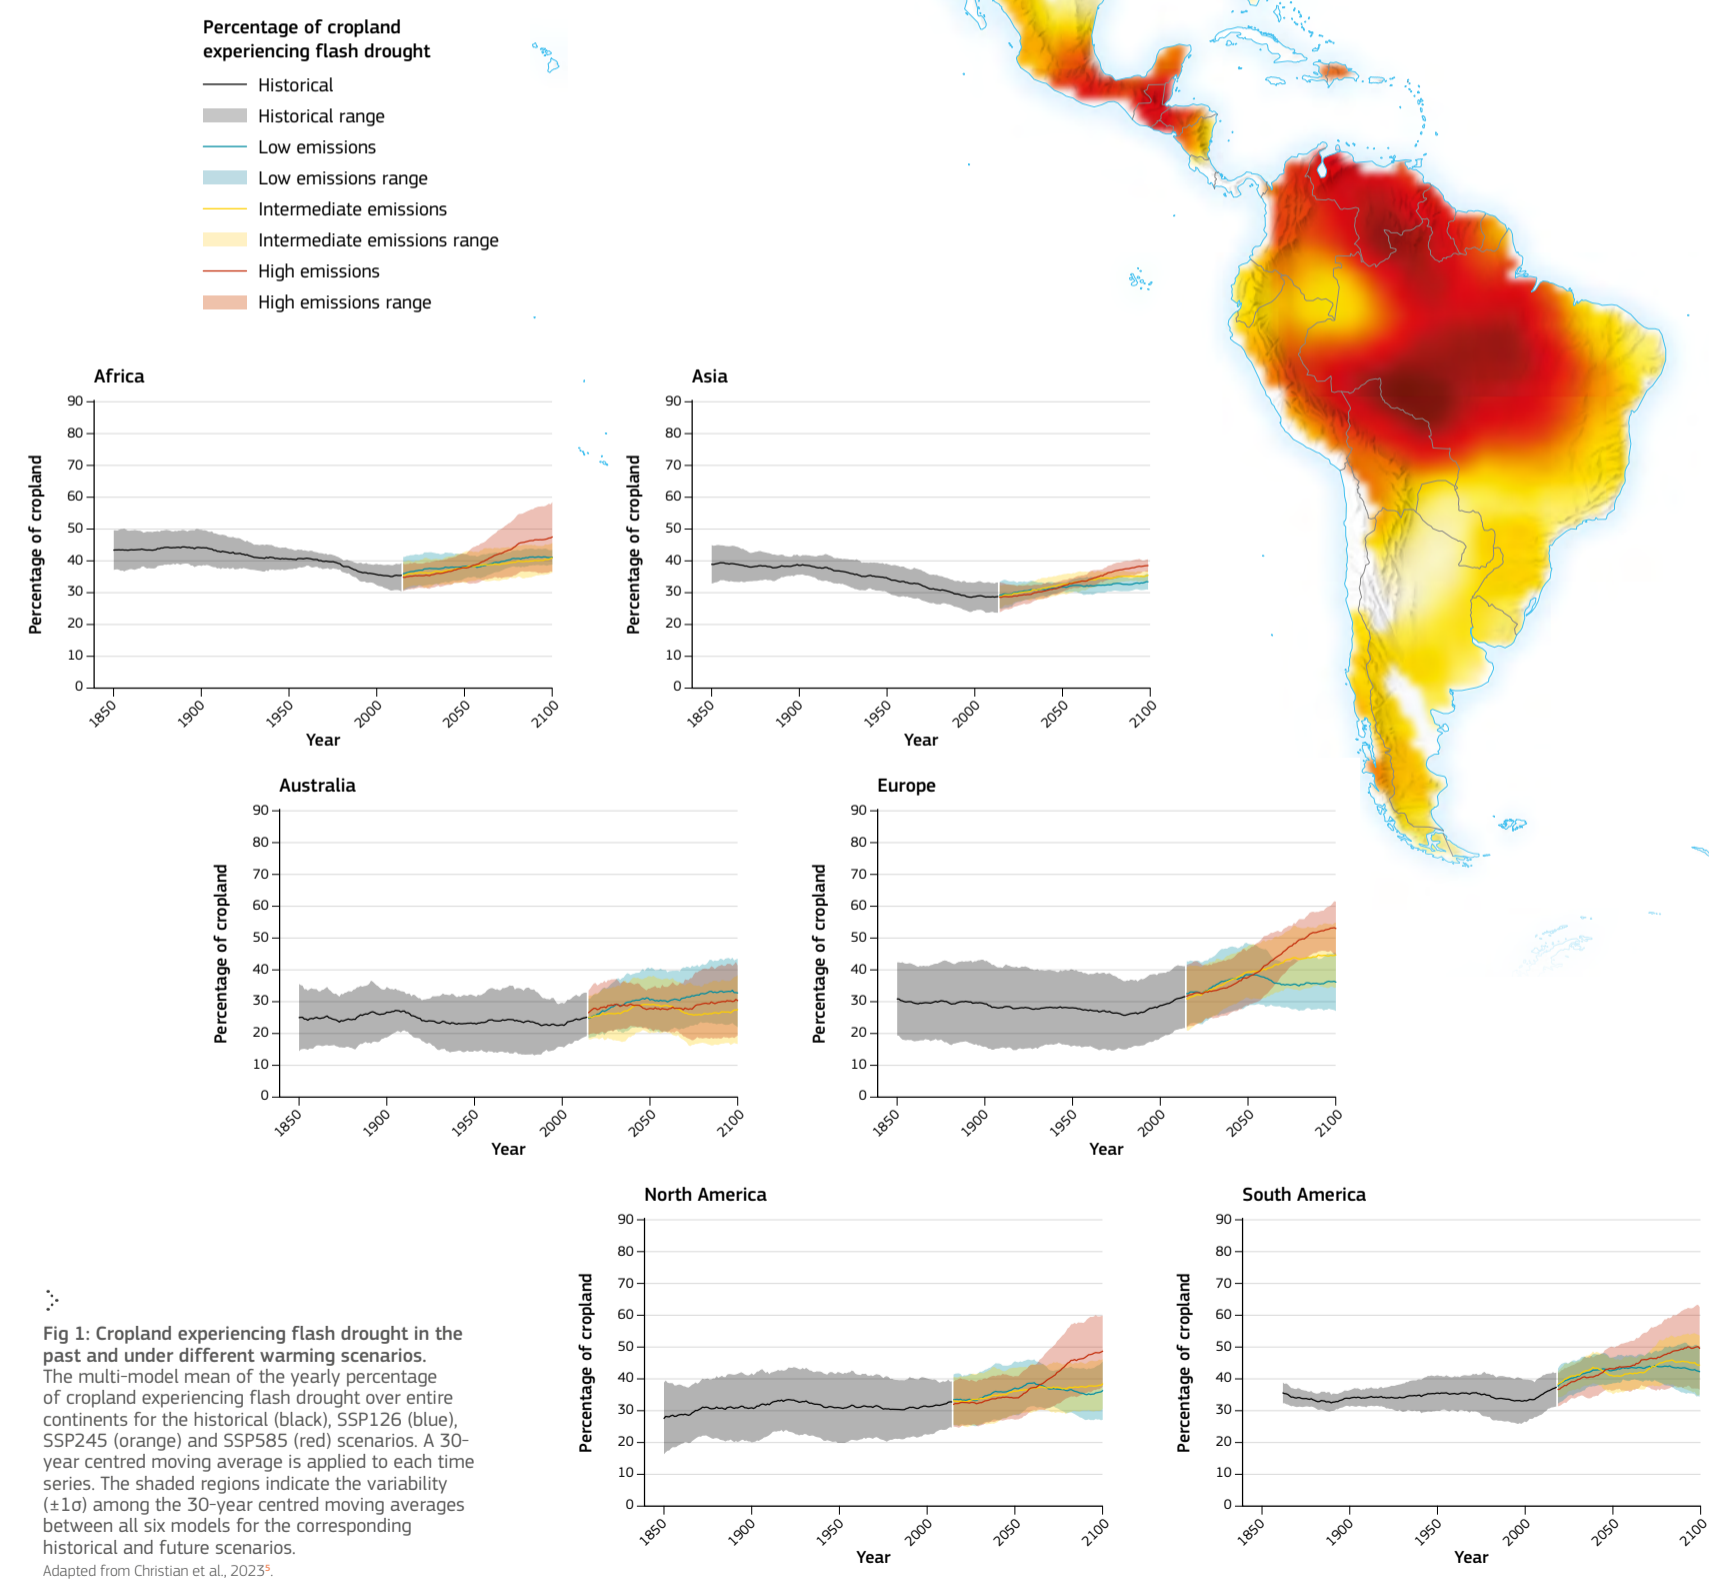 Percentage of cropland
experiencing flash drought
Historical
Historical range
Low emissions
Low emissions range
Intermediate emissions
Intermediate emissions range
High emissions
High emissions range
Africa
Percentage of cropland
90
80
70
60
50
40
30
20
10
0
1850
1900
1950
2000
2050
2100
Year
Asia
Percentage of cropland
90
80
70
60
50
40
30
20
10
0
1850
1900
1950
2000
2050
2100
Year
Australia
Percentage of cropland
90
80
70
60
50
40
30
20
10
0
1850
1900
1950
2000
2050
2100
Year
Europe
Percentage of cropland
90
80
70
60
50
40
30
20
10
0
1850
1900
1950
2000
2050
2100
Year
North America
Percentage of cropland
90
80
70
60
50
40
30
20
10
0
1850
1900
1950
2000
2050
2100
Year
South America
Percentage of cropland
90
80
70
60
50
40
30
20
10
0
1850
1900
1950
2000
2050
2100
Year
Fig 1: Cropland experiencing flash drought in the
past and under different warming scenarios.
The multi-model mean of the yearly percentage
of cropland experiencing flash drought over entire
continents for the historical (black), SSP126 (blue),
SSP245 (orange) and SSP585 (red) scenarios. A 30-
year centred moving average is applied to each time
series. The shaded regions indicate the variability
(±1σ) among the 30-year centred moving averages
between all six models for the corresponding
historical and future scenarios.
Adapted from Christian et al., 2023⁵.